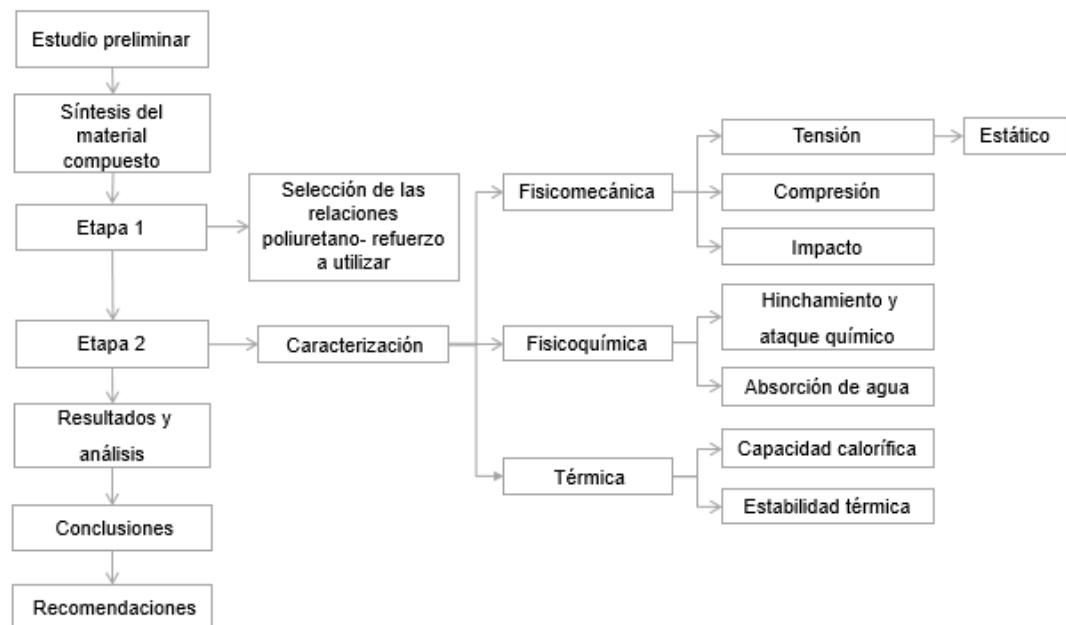 Estudio preliminar
Síntesis del
material
compuesto
Etapa 1
Selección de las
relaciones
poliuretano- refuerzo
a utilizar
Etapa 2
Caracterización
Fisicomecánica
Tensión
Estático
Compresión
Impacto
Fisicoquímica
Hinchamiento y
ataque químico
Absorción de agua
Térmica
Capacidad calorífica
Estabilidad térmica
Resultados y
análisis
Conclusiones
Recomendaciones